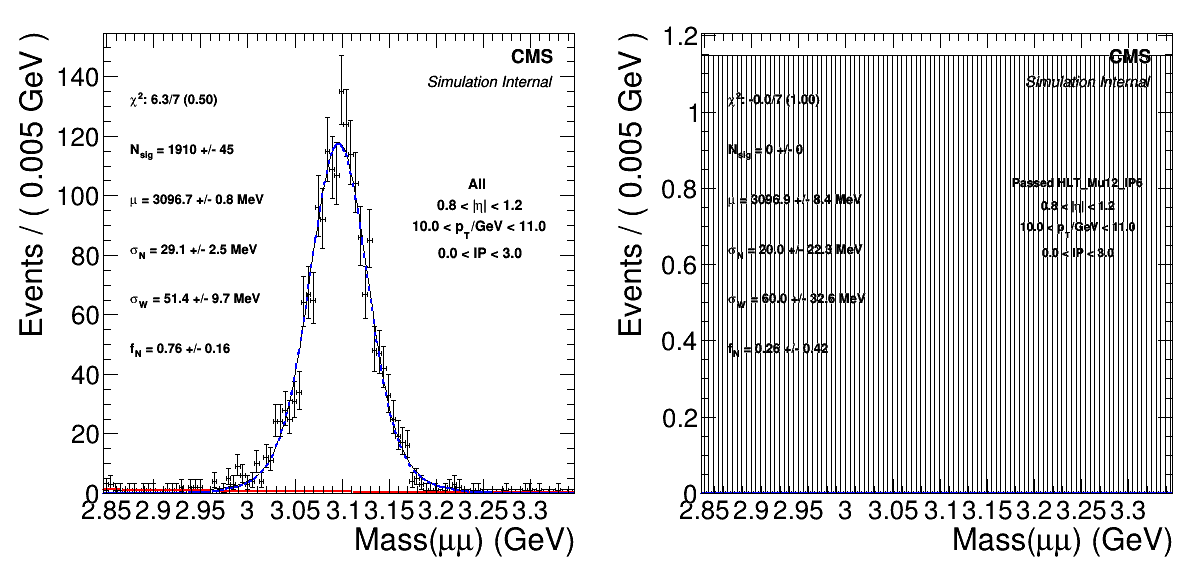 CMS
Simulation Internal
χ²: 6.3/7 (0.50)
N_sig = 1910 +/- 45
μ = 3096.7 +/- 0.8 MeV
σ_N = 29.1 +/- 2.5 MeV
σ_W = 51.4 +/- 9.7 MeV
f_N = 0.76 +/- 0.16
All
0.8 < |η| < 1.2
10.0 < p_T/GeV < 11.0
0.0 < IP < 3.0
Events / ( 0.005 GeV )
140
120
100
80
60
40
20
0
2.85 2.9 2.95 3 3.05 3.1 3.15 3.2 3.25 3.3
Mass(μμ) (GeV)
CMS
Simulation Internal
χ²: -0.0/7 (1.00)
N_sig = 0 +/- 0
μ = 3096.9 +/- 8.4 MeV
σ_N = 20.0 +/- 22.3 MeV
σ_W = 60.0 +/- 32.6 MeV
f_N = 0.26 +/- 0.42
Passed HLT_Mu12_IP6
0.8 < |η| < 1.2
10.0 < p_T/GeV < 11.0
0.0 < IP < 3.0
Events / ( 0.005 GeV )
1.2
1
0.8
0.6
0.4
0.2
0
2.85 2.9 2.95 3 3.05 3.1 3.15 3.2 3.25 3.3
Mass(μμ) (GeV)